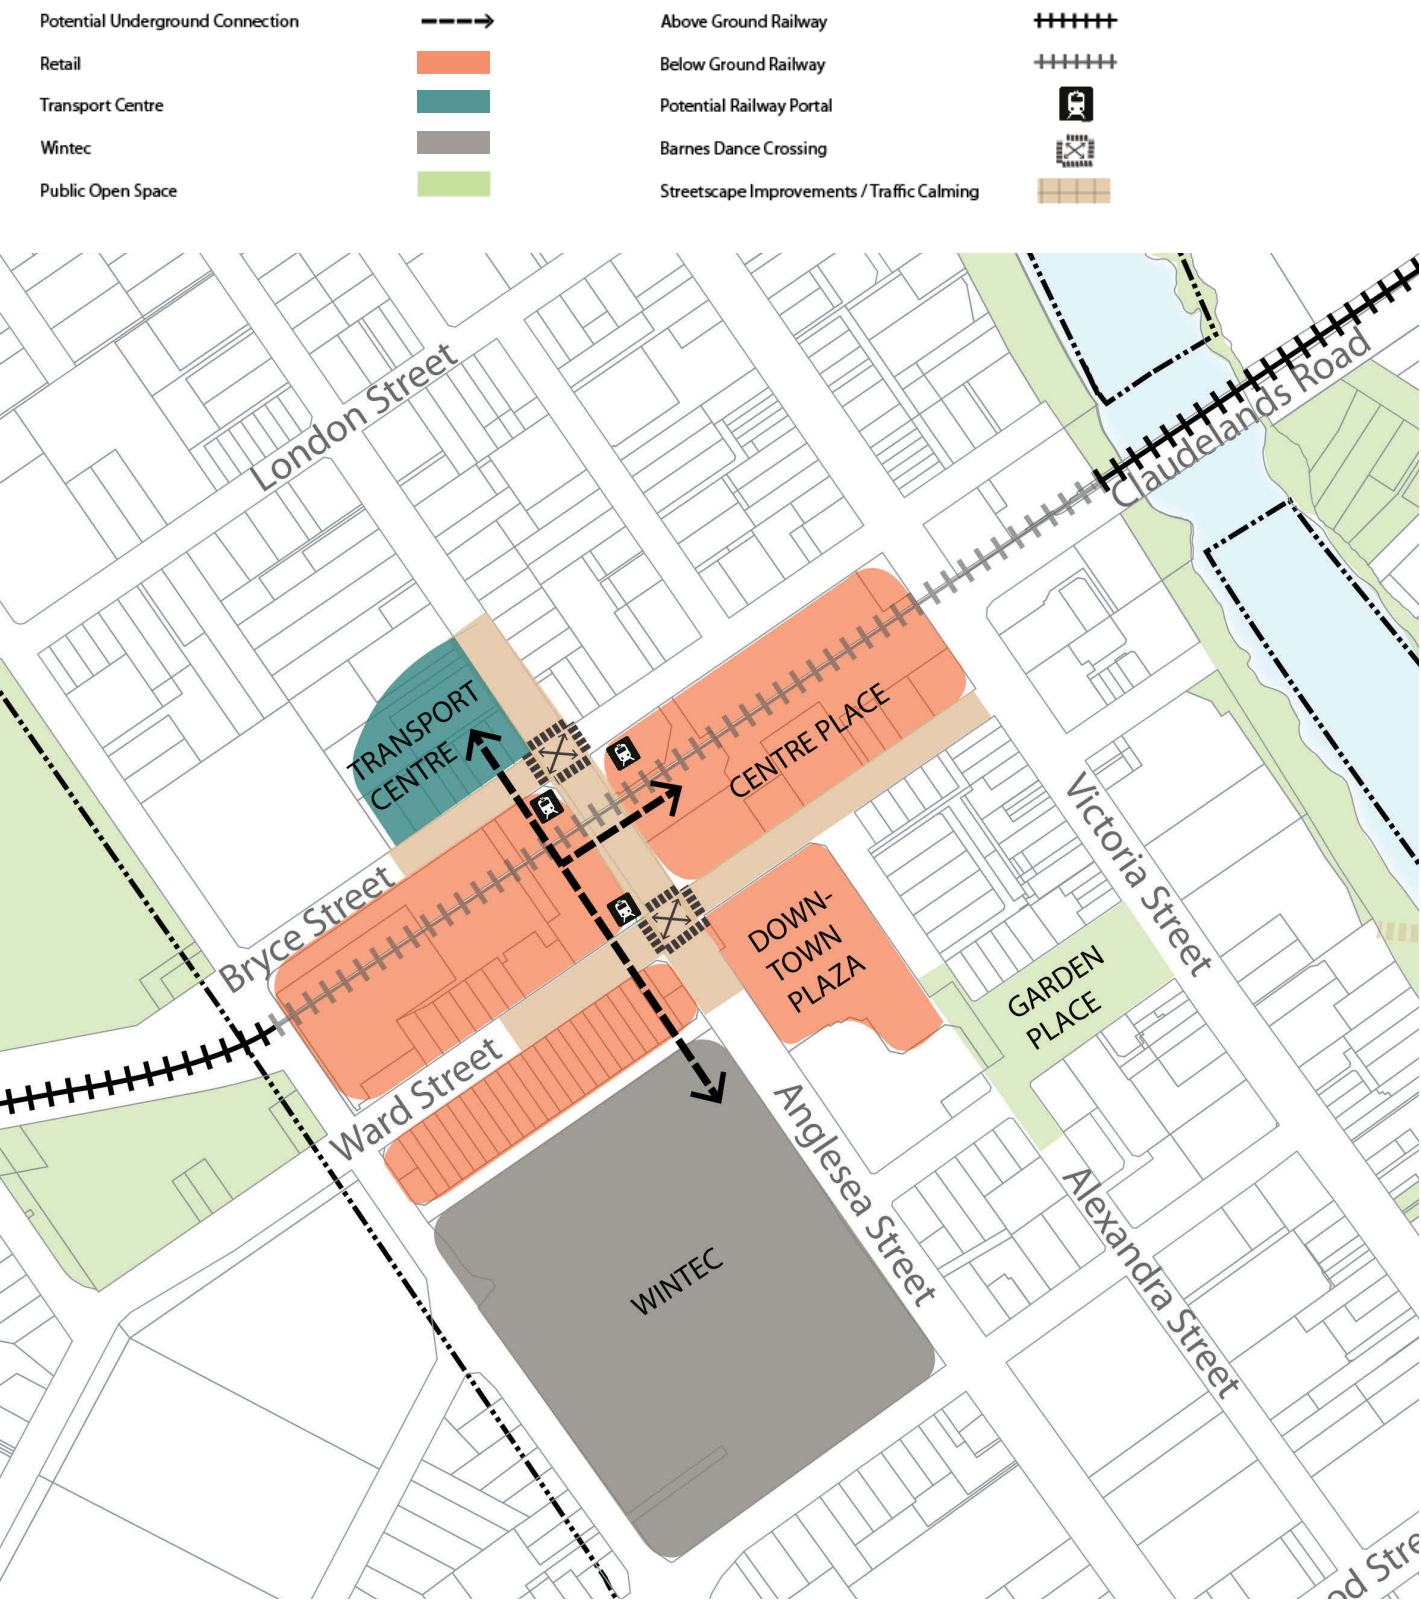 Potential Underground Connection
Above Ground Railway
Retail
Below Ground Railway
Transport Centre
Potential Railway Portal
Wintec
Barnes Dance Crossing
Public Open Space
Streetscape Improvements / Traffic Calming
London Street
Claudelands Road
TRANSPORT
CENTRE
CENTRE PLACE
Bryce Street
Victoria Street
DOWN-
TOWN
PLAZA
GARDEN
PLACE
Ward Street
Anglesea Street
Alexandra Street
WINTEC
od Stre